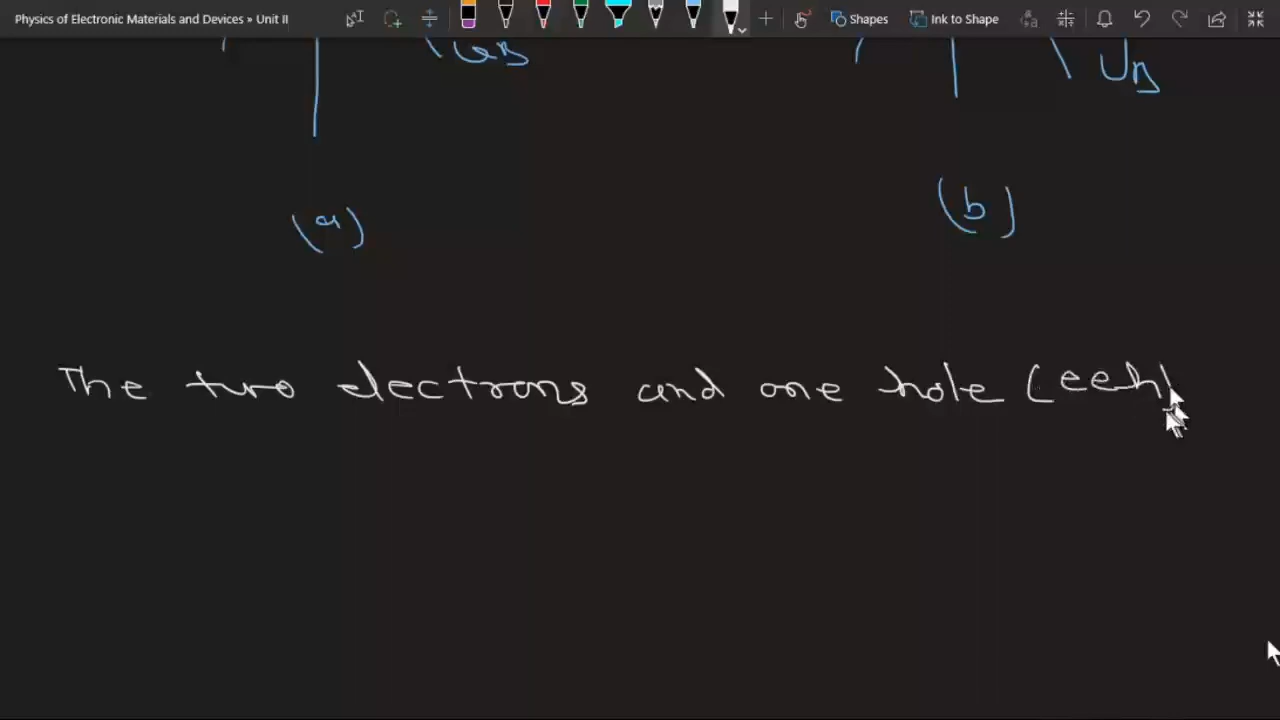 Physics of Electronic Materials and Devices » Unit II
Shapes
Ink to Shape
(a)
(b)
The two electrons and one hole (eeh)